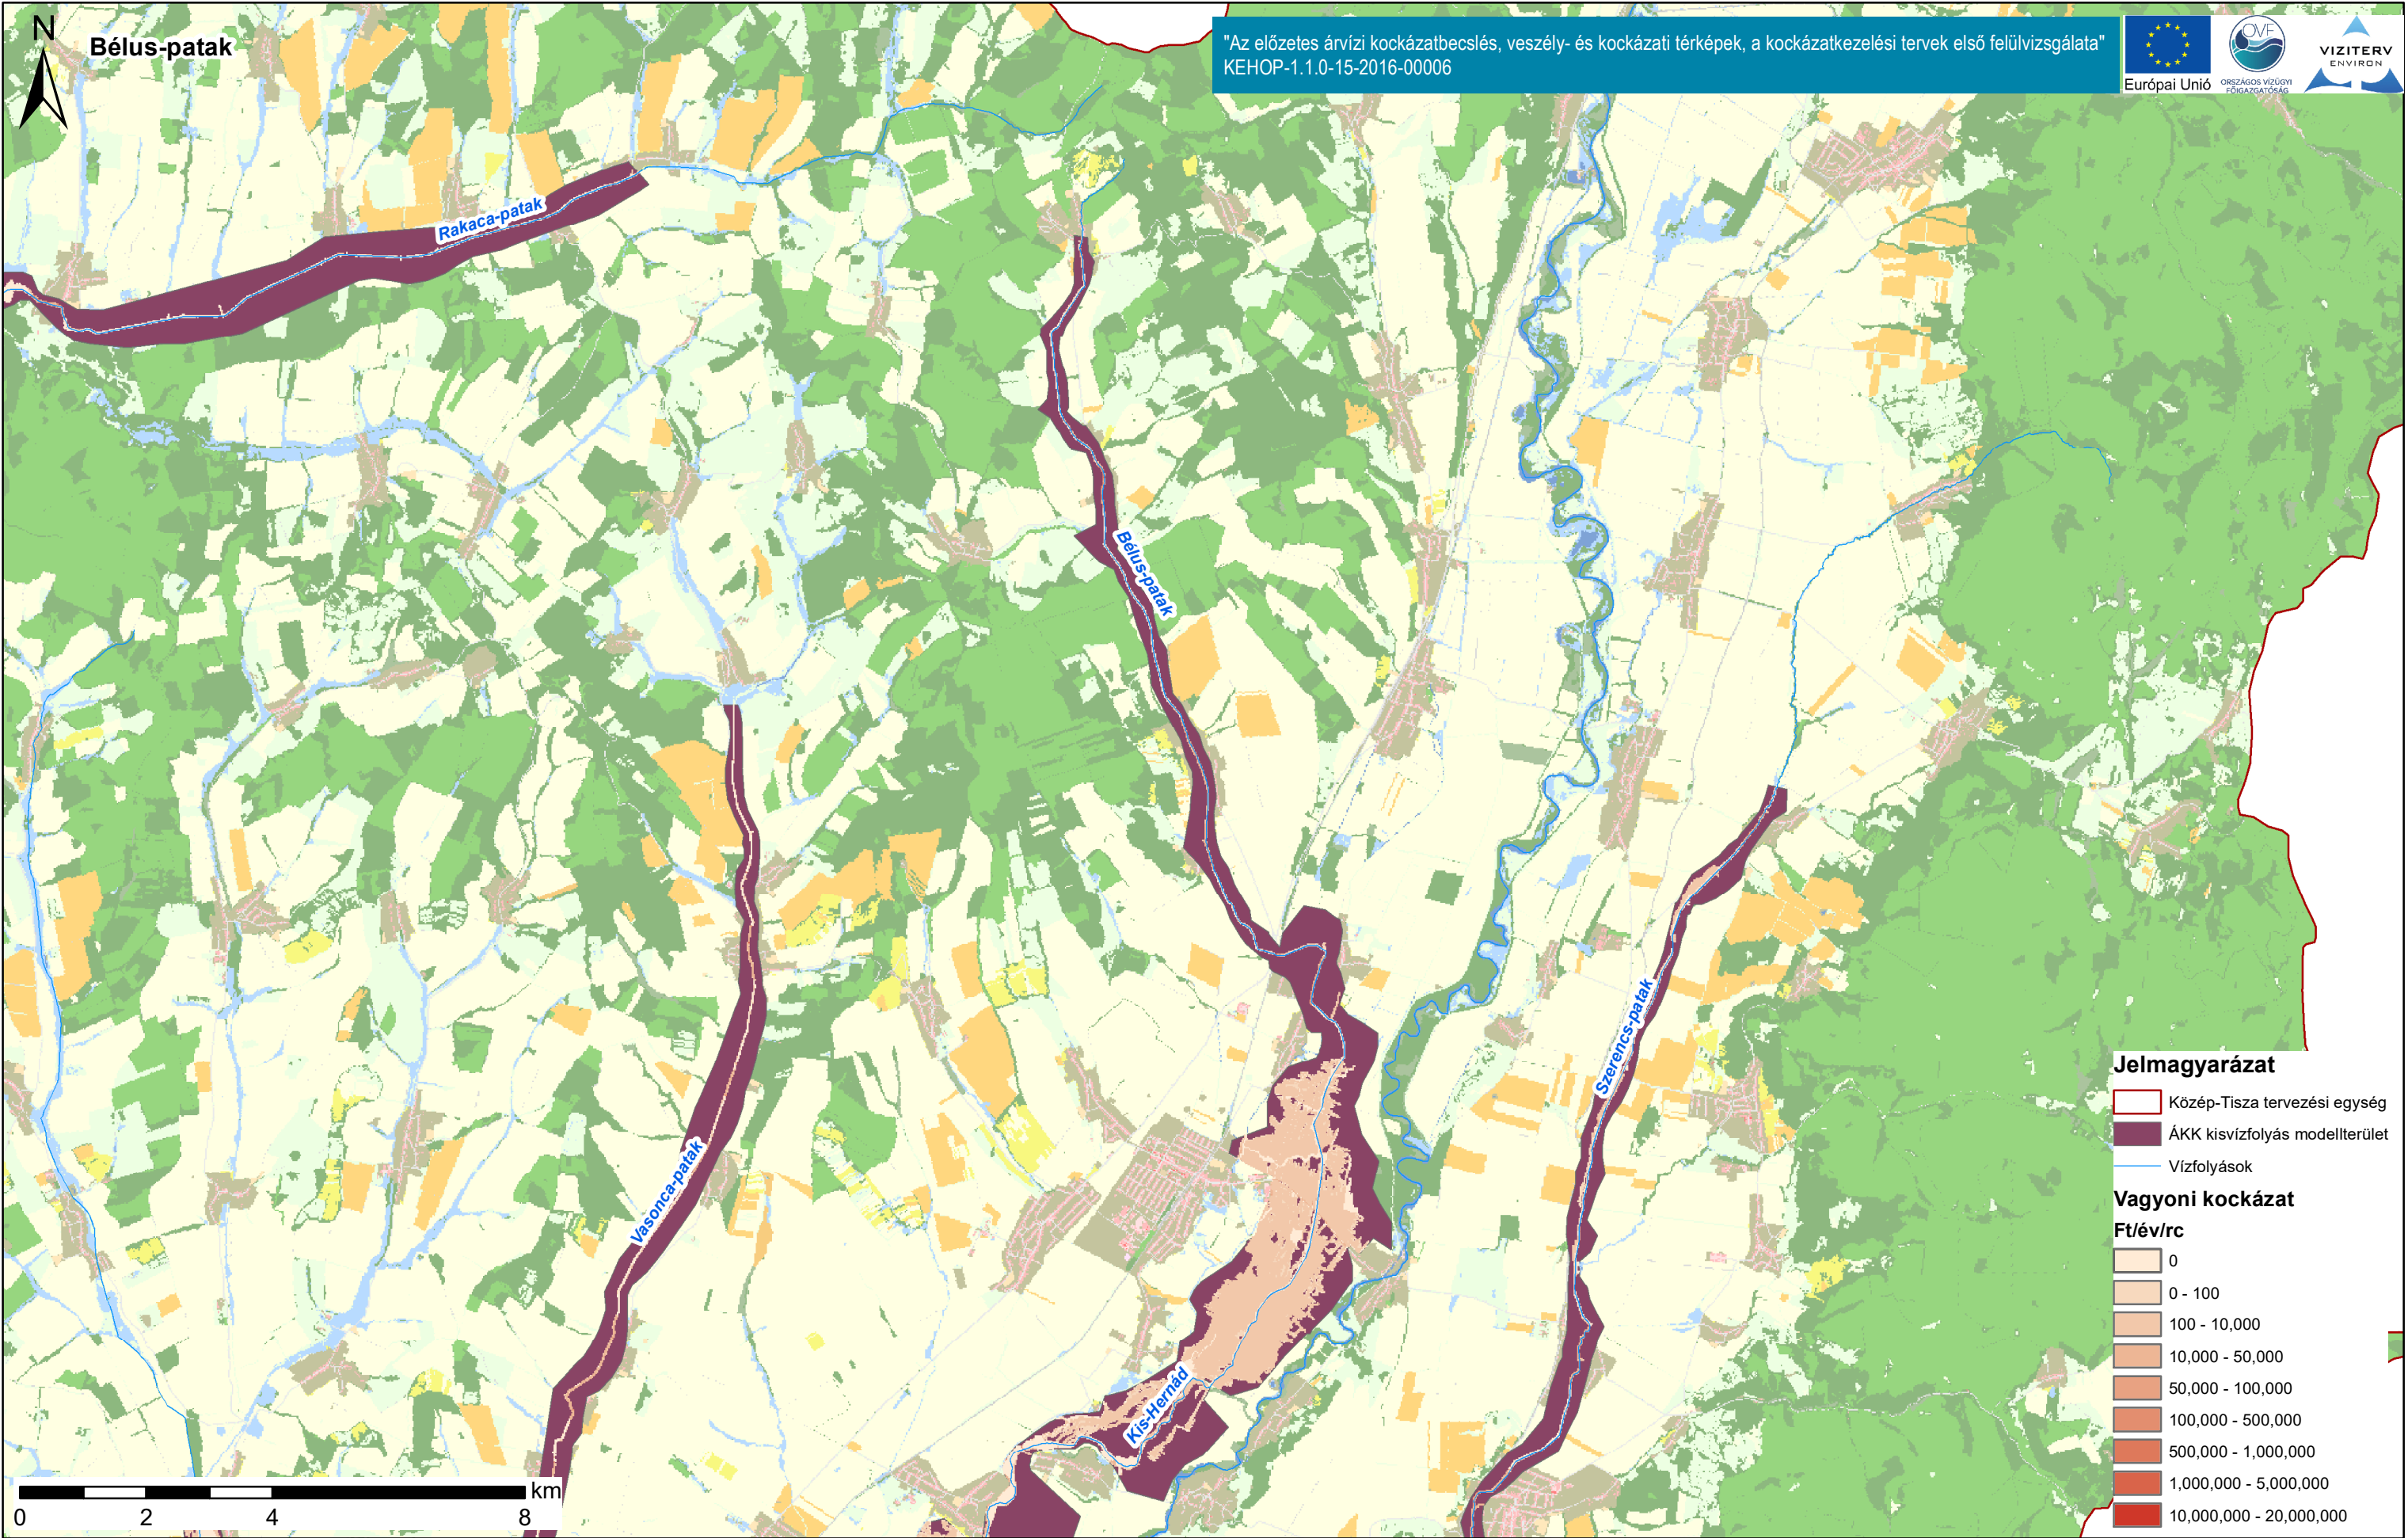 N
Bélus-patak
"Az előzetes árvízi kockázatbecslés, veszély- és kockázati térképek, a kockázatkezelési tervek első felülvizsgálata"
KEHOP-1.1.0-15-2016-00006
Európai Unió
OVF
ORSZÁGOS VÍZÜGYI
FŐIGAZGATÓSÁG
VIZITERV
ENVIRON
Rakaca-patak
Bélus-patak
Szerencs-patak
Vasonca-patak
Kis-Hernád
Jelmagyarázat
Közép-Tisza tervezési egység
ÁKK kisvízfolyás modellterület
Vízfolyások
Vagyoni kockázat
Ft/év/rc
0
0 - 100
100 - 10,000
10,000 - 50,000
50,000 - 100,000
100,000 - 500,000
500,000 - 1,000,000
1,000,000 - 5,000,000
10,000,000 - 20,000,000
km
0 2 4 8